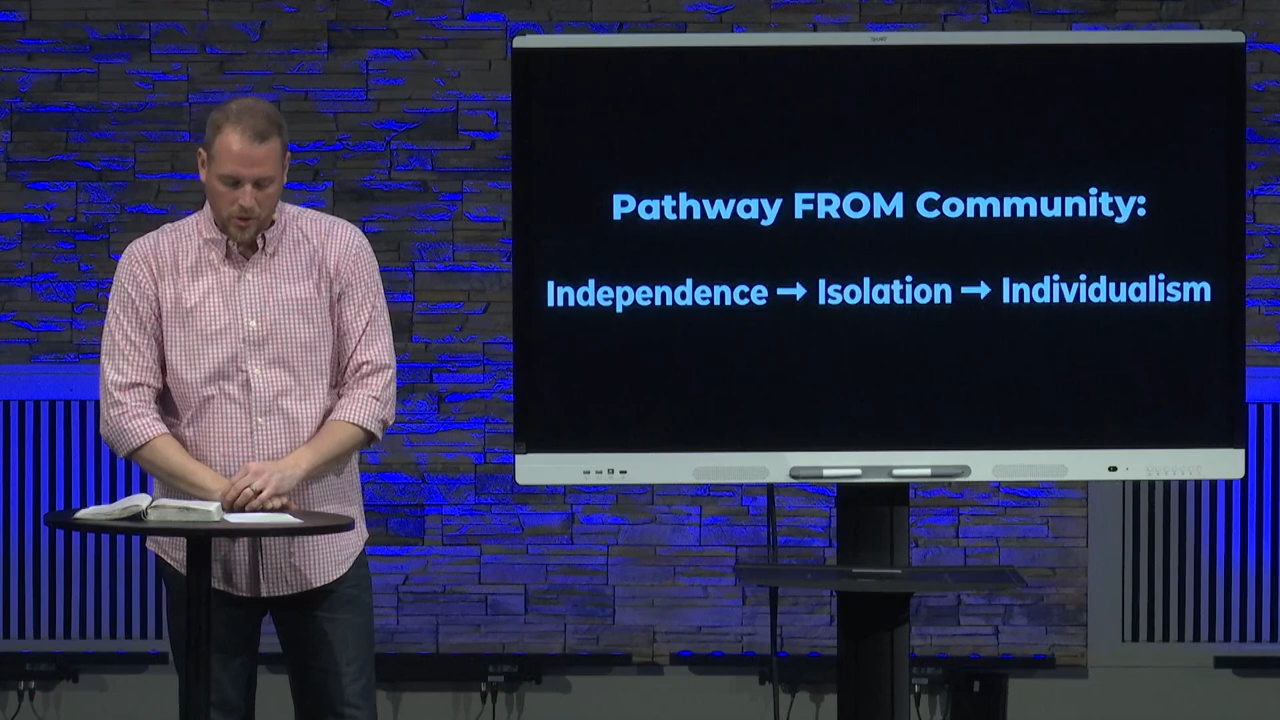 Pathway FROM Community:
Independence → Isolation → Individualism